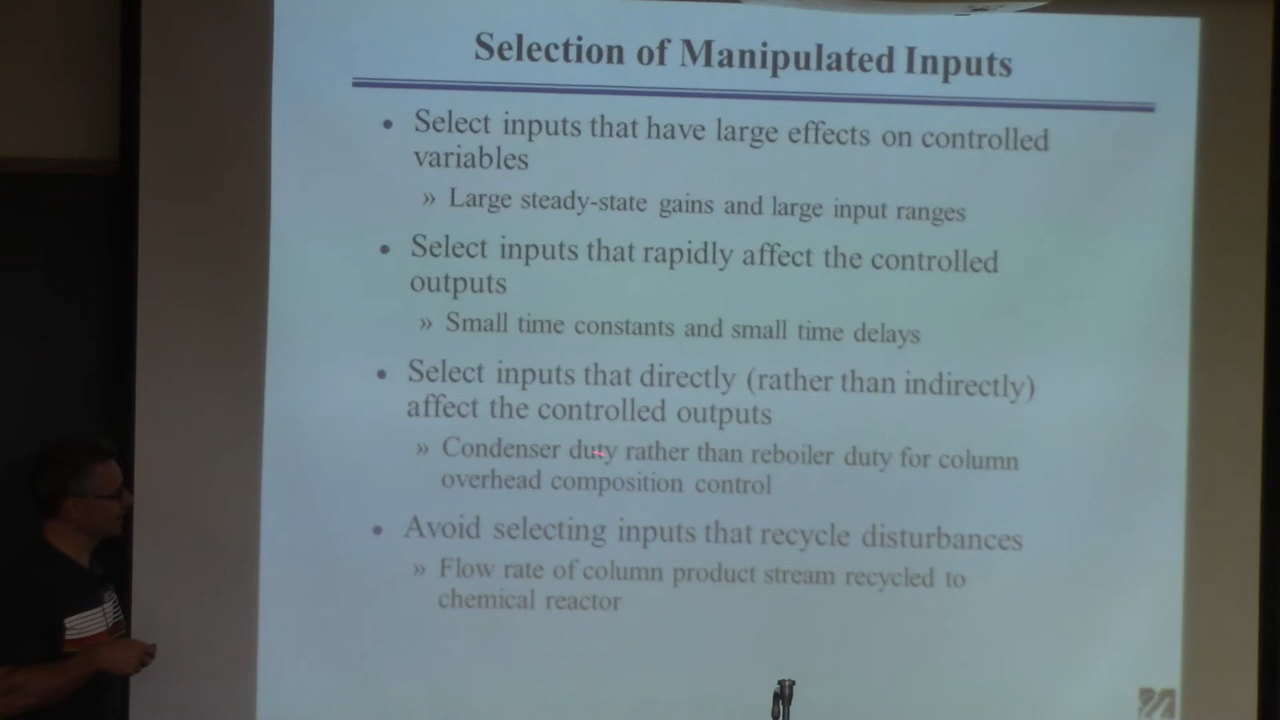 Selection of Manipulated Inputs
• Select inputs that have large effects on controlled
variables
» Large steady-state gains and large input ranges
• Select inputs that rapidly affect the controlled
outputs
» Small time constants and small time delays
• Select inputs that directly (rather than indirectly)
affect the controlled outputs
» Condenser duty rather than reboiler duty for column
overhead composition control
• Avoid selecting inputs that recycle disturbances
» Flow rate of column product stream recycled to
chemical reactor